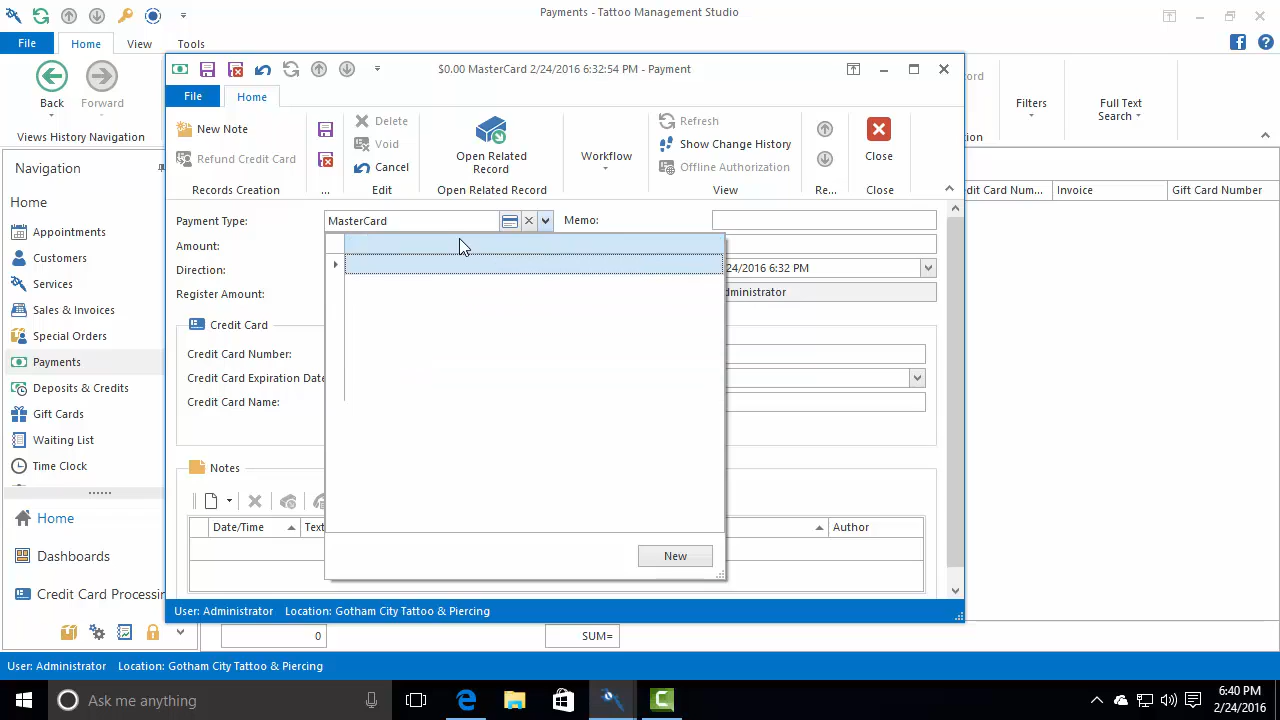 Payments - Tattoo Management Studio
File
Home
View
Tools
Back
Forward
Views History Navigation
Filters
Full Text
Search
$0.00 MasterCard 2/24/2016 6:32:54 PM - Payment
File
Home
New Note
Refund Credit Card
Records Creation
...
Delete
Void
Cancel
Edit
Open Related
Record
Open Related Record
Workflow
Refresh
Show Change History
Offline Authorization
View
Re...
Close
Close
Navigation
Home
Appointments
Customers
Services
Sales & Invoices
Special Orders
Payments
Deposits & Credits
Gift Cards
Waiting List
Time Clock
Home
Dashboards
Credit Card Processin
Payment Type:
MasterCard
Memo:
Amount:
Direction:
24/2016 6:32 PM
Register Amount:
dministrator
Credit Card
Credit Card Number:
Credit Card Expiration Date
Credit Card Name:
Notes
Date/Time
Text
Author
New
edit Card Num...
Invoice
Gift Card Number
User: Administrator
Location: Gotham City Tattoo & Piercing
0
SUM=
User: Administrator
Location: Gotham City Tattoo & Piercing
Ask me anything
6:40 PM
2/24/2016